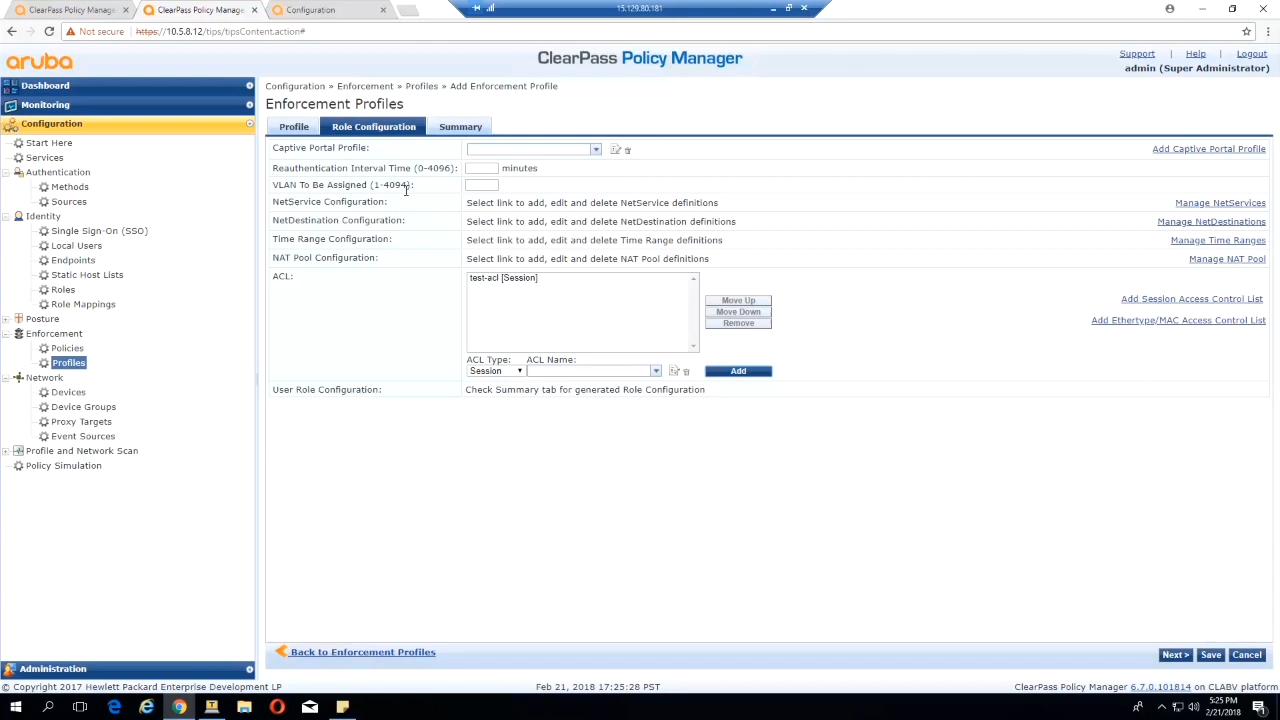 ClearPass Policy Manage
ClearPass Policy Manage
Configuration
15.129.80.181
Not secure
https://10.5.8.12/tips/tipsContent.action#
aruba
ClearPass Policy Manager
Support | Help | Logout
admin (Super Administrator)
Dashboard
Monitoring
Configuration
Start Here
Services
Authentication
Methods
Sources
Identity
Single Sign-On (SSO)
Local Users
Endpoints
Static Host Lists
Roles
Role Mappings
Posture
Enforcement
Policies
Profiles
Network
Devices
Device Groups
Proxy Targets
Event Sources
Profile and Network Scan
Policy Simulation
Administration
Configuration » Enforcement » Profiles » Add Enforcement Profile
Enforcement Profiles
Profile
Role Configuration
Summary
Captive Portal Profile:
Add Captive Portal Profile
Reauthentication Interval Time (0-4096):
minutes
VLAN To Be Assigned (1-4094):
NetService Configuration:
Select link to add, edit and delete NetService definitions
Manage NetServices
NetDestination Configuration:
Select link to add, edit and delete NetDestination definitions
Manage NetDestinations
Time Range Configuration:
Select link to add, edit and delete Time Range definitions
Manage Time Ranges
NAT Pool Configuration:
Select link to add, edit and delete NAT Pool definitions
Manage NAT Pool
ACL:
test-acl [Session]
Move Up
Move Down
Remove
Add Session Access Control List
Add Ethertype/MAC Access Control List
ACL Type:
ACL Name:
Session
Add
User Role Configuration:
Check Summary tab for generated Role Configuration
Back to Enforcement Profiles
Next >
Save
Cancel
© Copyright 2017 Hewlett Packard Enterprise Development LP
Feb 21, 2018 17:25:28 PST
ClearPass Policy Manager 6.7.0.101814 on CLABV platform
5:25 PM
2/21/2018